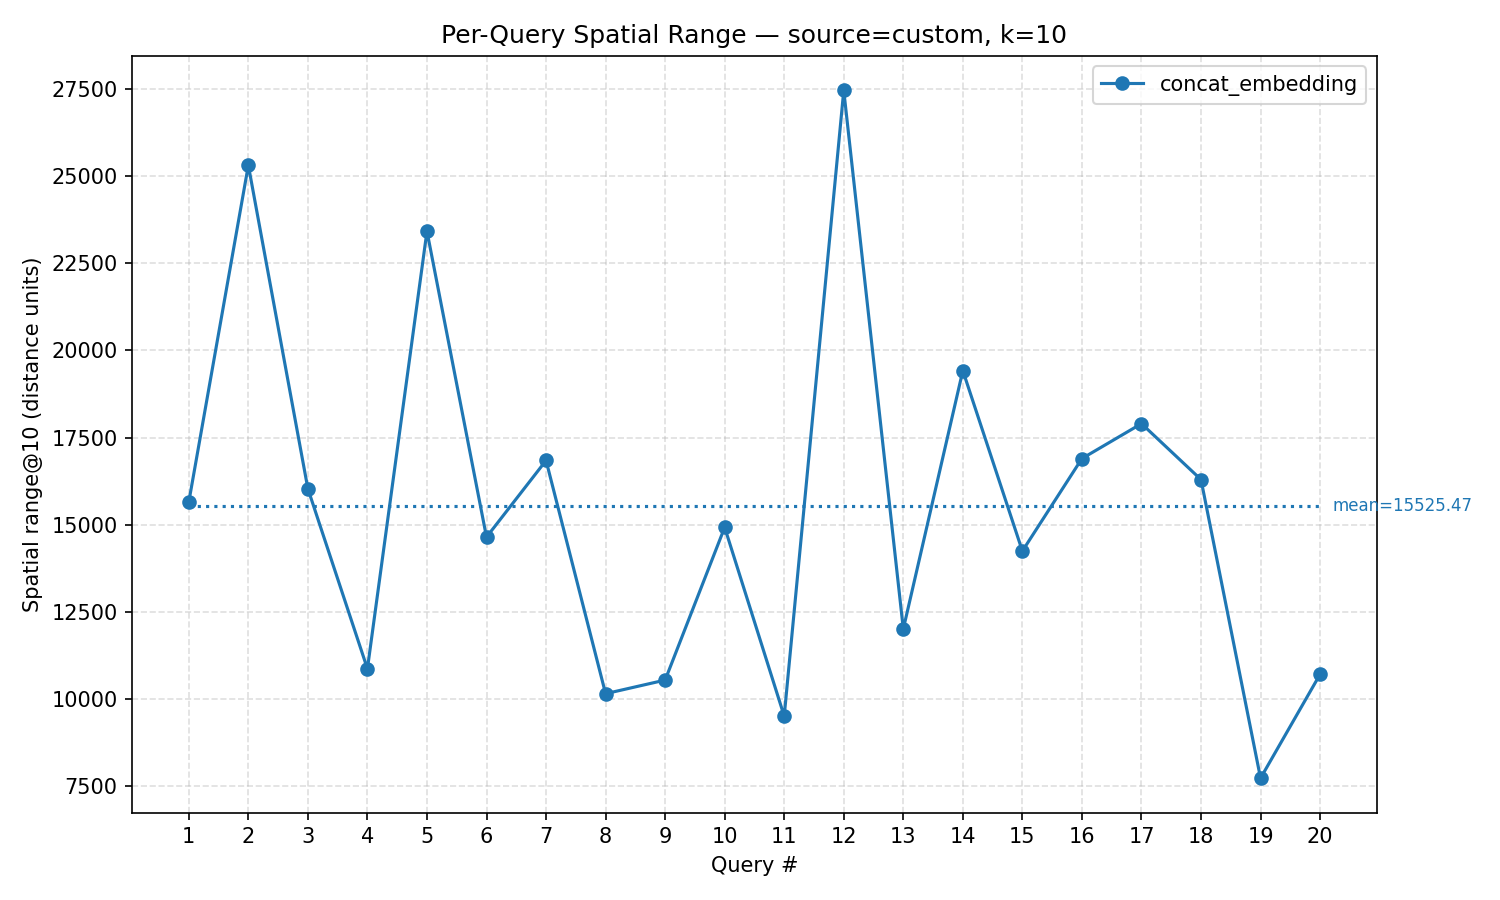 Per-Query Spatial Range — source=custom, k=10
concat_embedding
27500
25000
22500
20000
17500
15000
12500
10000
7500
Spatial range@10 (distance units)
mean=15525.47
1 2 3 4 5 6 7 8 9 10 11 12 13 14 15 16 17 18 19 20
Query #